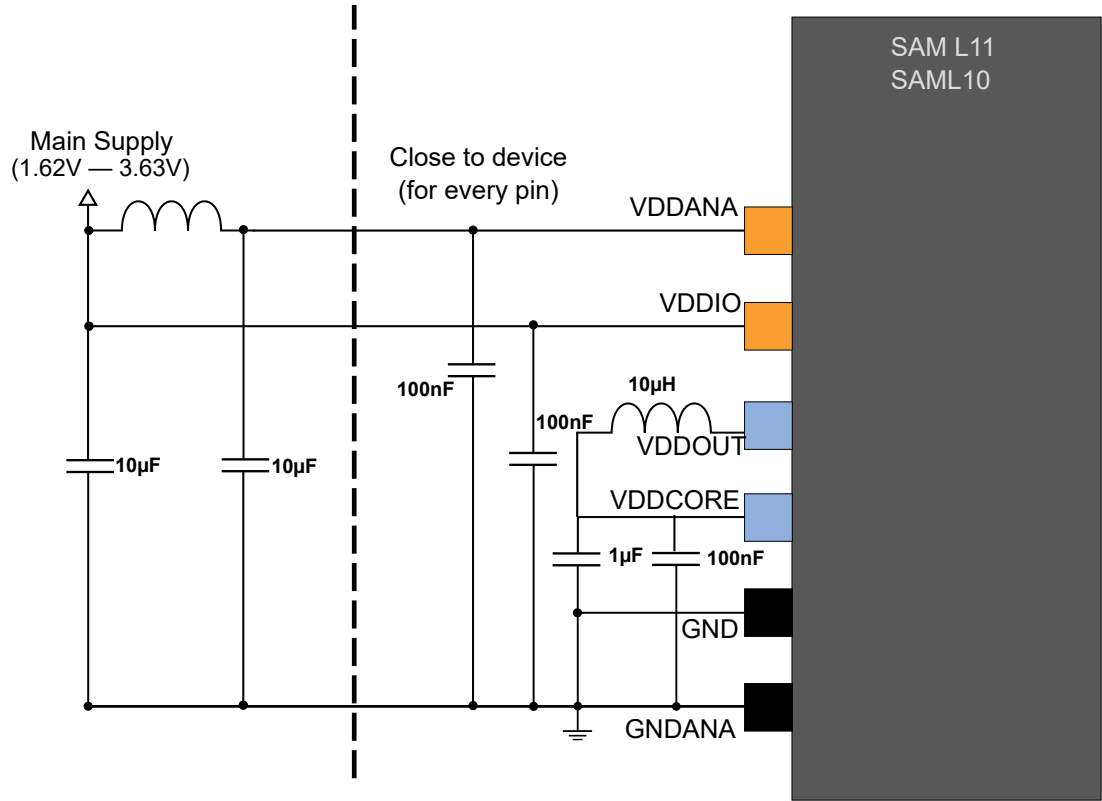 SAM L11
SAML10
Main Supply
(1.62V — 3.63V)
Close to device
(for every pin)
VDDANA
VDDIO
100nF
10µH
100nF
VDDOUT
10µF
10µF
VDDCORE
1µF
100nF
GND
GNDANA